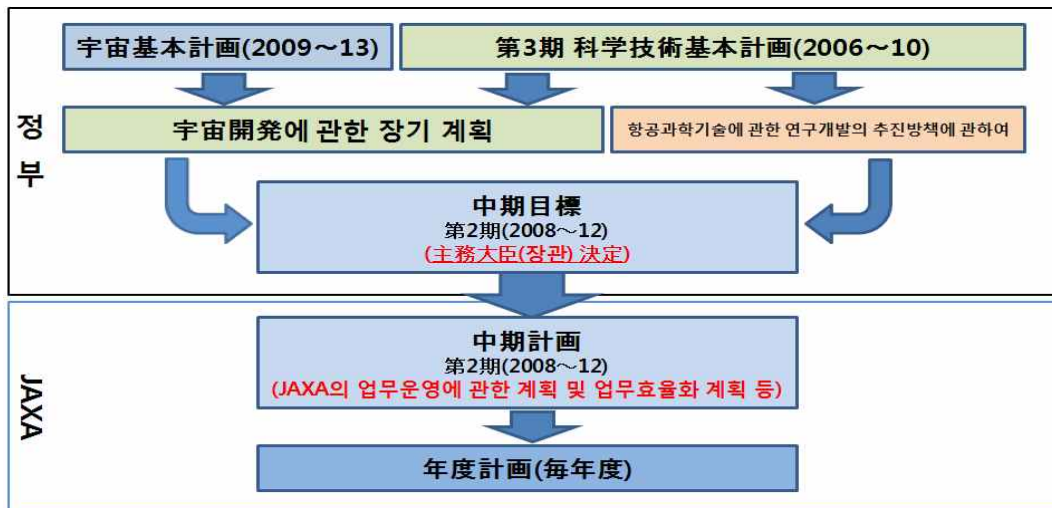 宇宙基本計画(2009～13)
第3期 科学技術基本計画(2006～10)
정
부
宇宙開発에 관한 장기 계획
항공과학기술에 관한 연구개발의 추진방책에 관하여
中期目標
第2期(2008～12)
(主務大臣(장관) 決定)
JAXA
中期計画
第2期(2008～12)
(JAXA의 업무운영에 관한 계획 및 업무효율화 계획 등)
年度計画(毎年度)